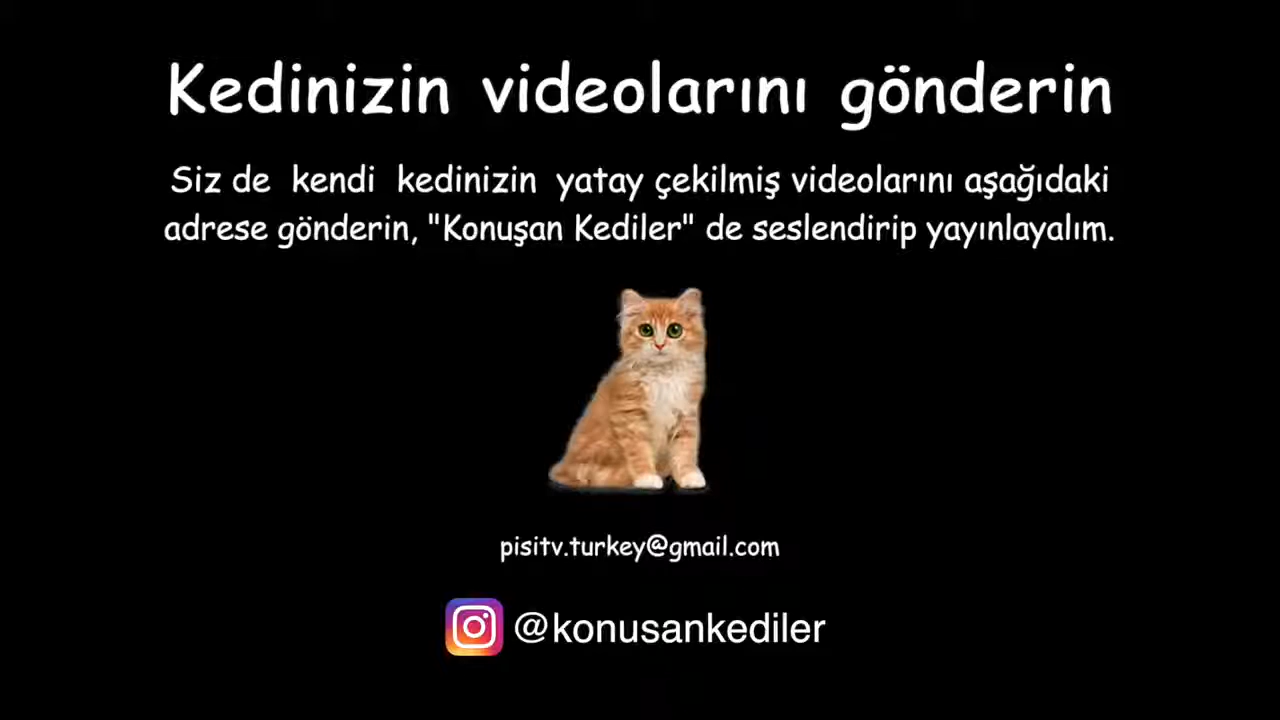 Kedinizin videolarını gönderin
Siz de kendi kedinizin yatay çekilmiş videolarını aşağıdaki
adrese gönderin, "Konuşan Kediler" de seslendirip yayınlayalım.
pisitv.turkey@gmail.com
@konusankediler